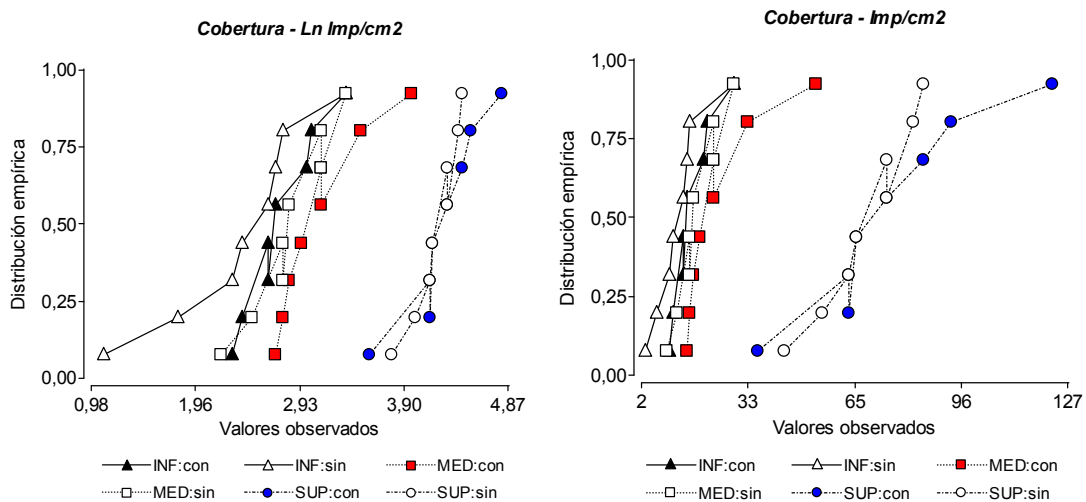 Cobertura - Ln Imp/cm2
1,00
0,75
0,50
0,25
0,00
Distribución empírica
0,98 1,96 2,93 3,90 4,87
Valores observados
INF:con INF:sin MED:con
MED:sin SUP:con SUP:sin
Cobertura - Imp/cm2
1,00
0,75
0,50
0,25
0,00
Distribución empírica
2 33 65 96 127
Valores observados
INF:con INF:sin MED:con
MED:sin SUP:con SUP:sin